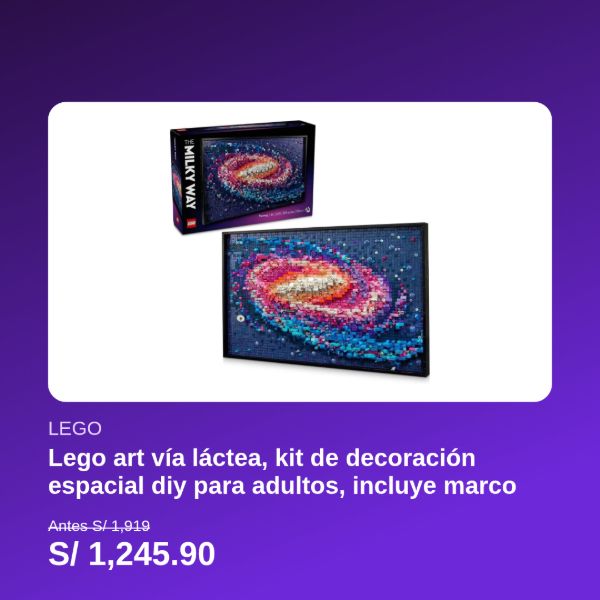 THE
MILKY WAY
LEGO
LEGO
Lego art vía láctea, kit de decoración
espacial diy para adultos, incluye marco
Antes S/ 1,919
S/ 1,245.90